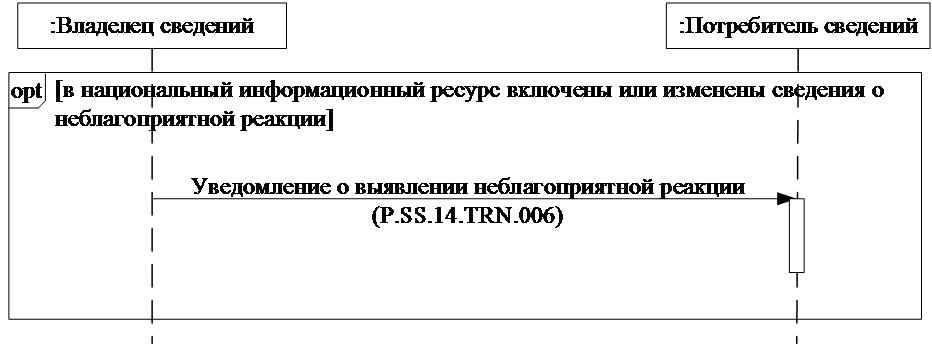 :Владелец сведений
:Потребитель сведений
opt [в национальный информационный ресурс включены или изменены сведения о
неблагоприятной реакции]
Уведомление о выявлении неблагоприятной реакции
(P.SS.14.TRN.006)